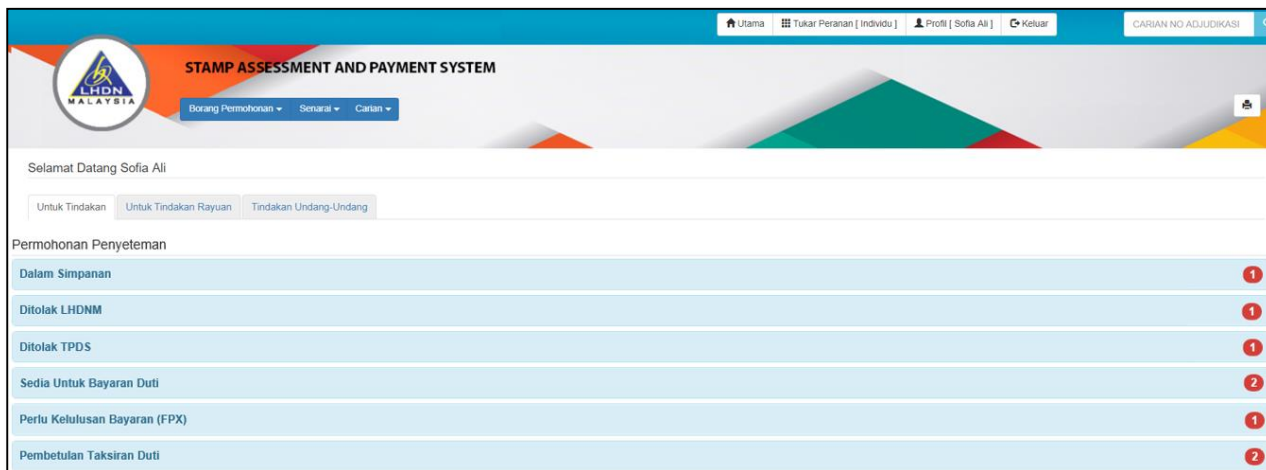 Utama Tukar Peranan [ Individu ] Profil [ Sofia Ali ] Keluar CARIAN NO ADJUDIKASI
LHDN
MALAYSIA
STAMP ASSESSMENT AND PAYMENT SYSTEM
Borang Permohonan Senarai Carian
Selamat Datang Sofia Ali
Untuk Tindakan Untuk Tindakan Rayuan Tindakan Undang-Undang
Permohonan Penyeteman
Dalam Simpanan 1
Ditolak LHDNM 1
Ditolak TPDS 1
Sedia Untuk Bayaran Duti 2
Perlu Kelulusan Bayaran (FPX) 1
Pembetulan Taksiran Duti 2